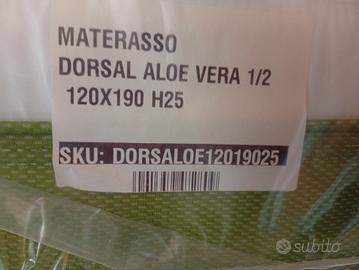 MATERASSO
DORSAL ALOE VERA 1/2
120X190 H25
SKU: DORSALOE12019025
subito